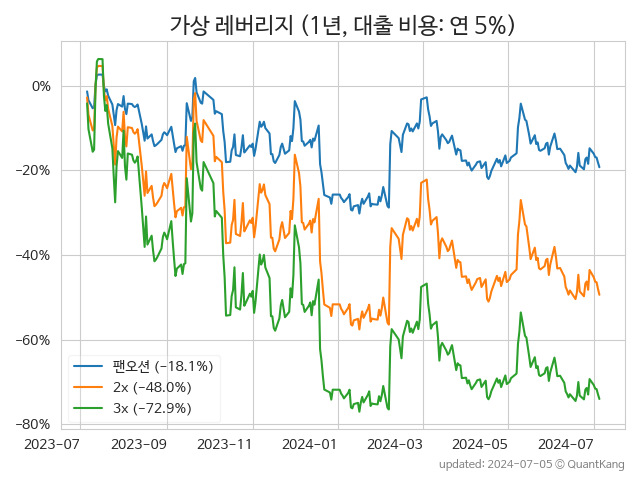 가상 레버리지 (1년, 대출 비용: 연 5%)
0%
−20%
−40%
−60%
−80%
팬오션 (−18.1%)
2x (−48.0%)
3x (−72.9%)
2023-07 2023-09 2023-11 2024-01 2024-03 2024-05 2024-07
updated: 2024-07-05 © QuantKang